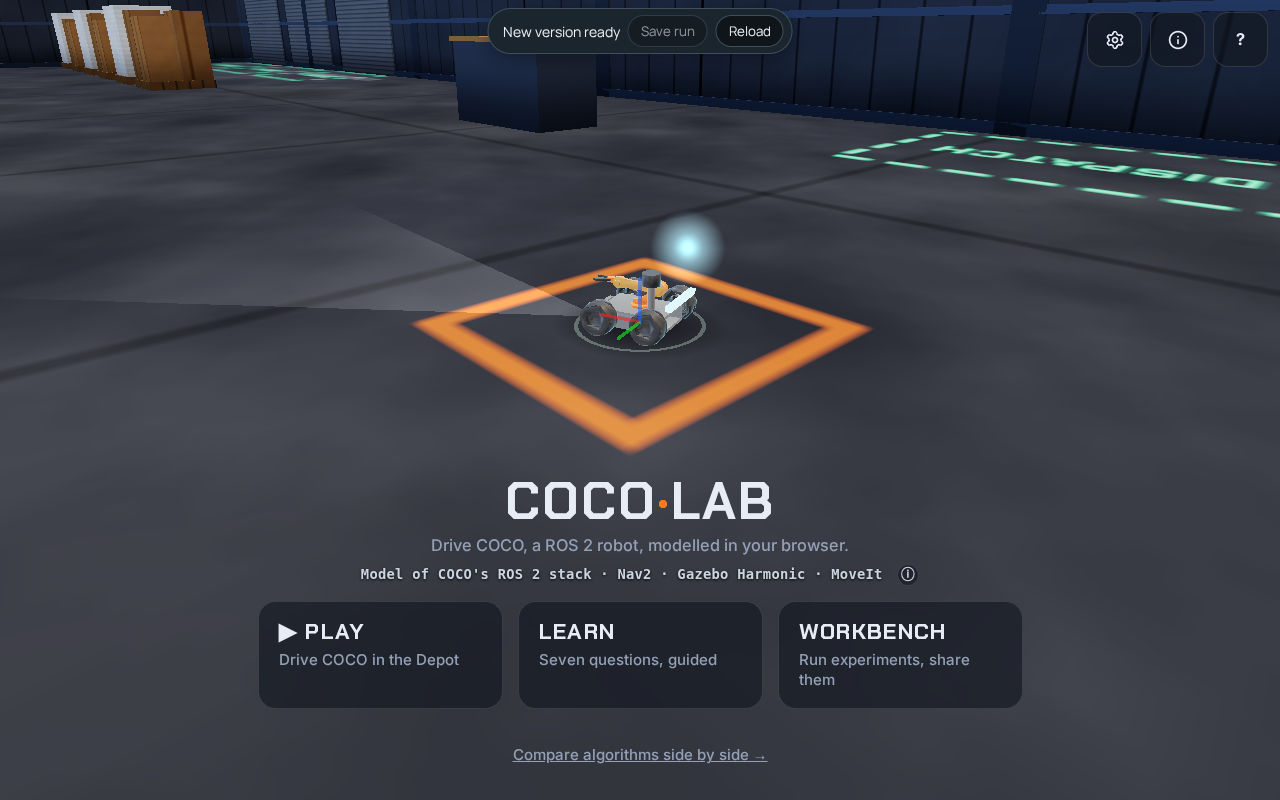 New version ready Save run Reload
?
DISPATCH
COCO·LAB
Drive COCO, a ROS 2 robot, modelled in your browser.
Model of COCO's ROS 2 stack · Nav2 · Gazebo Harmonic · MoveIt ⓘ
▶ PLAY
Drive COCO in the Depot
LEARN
Seven questions, guided
WORKBENCH
Run experiments, share
them
Compare algorithms side by side →